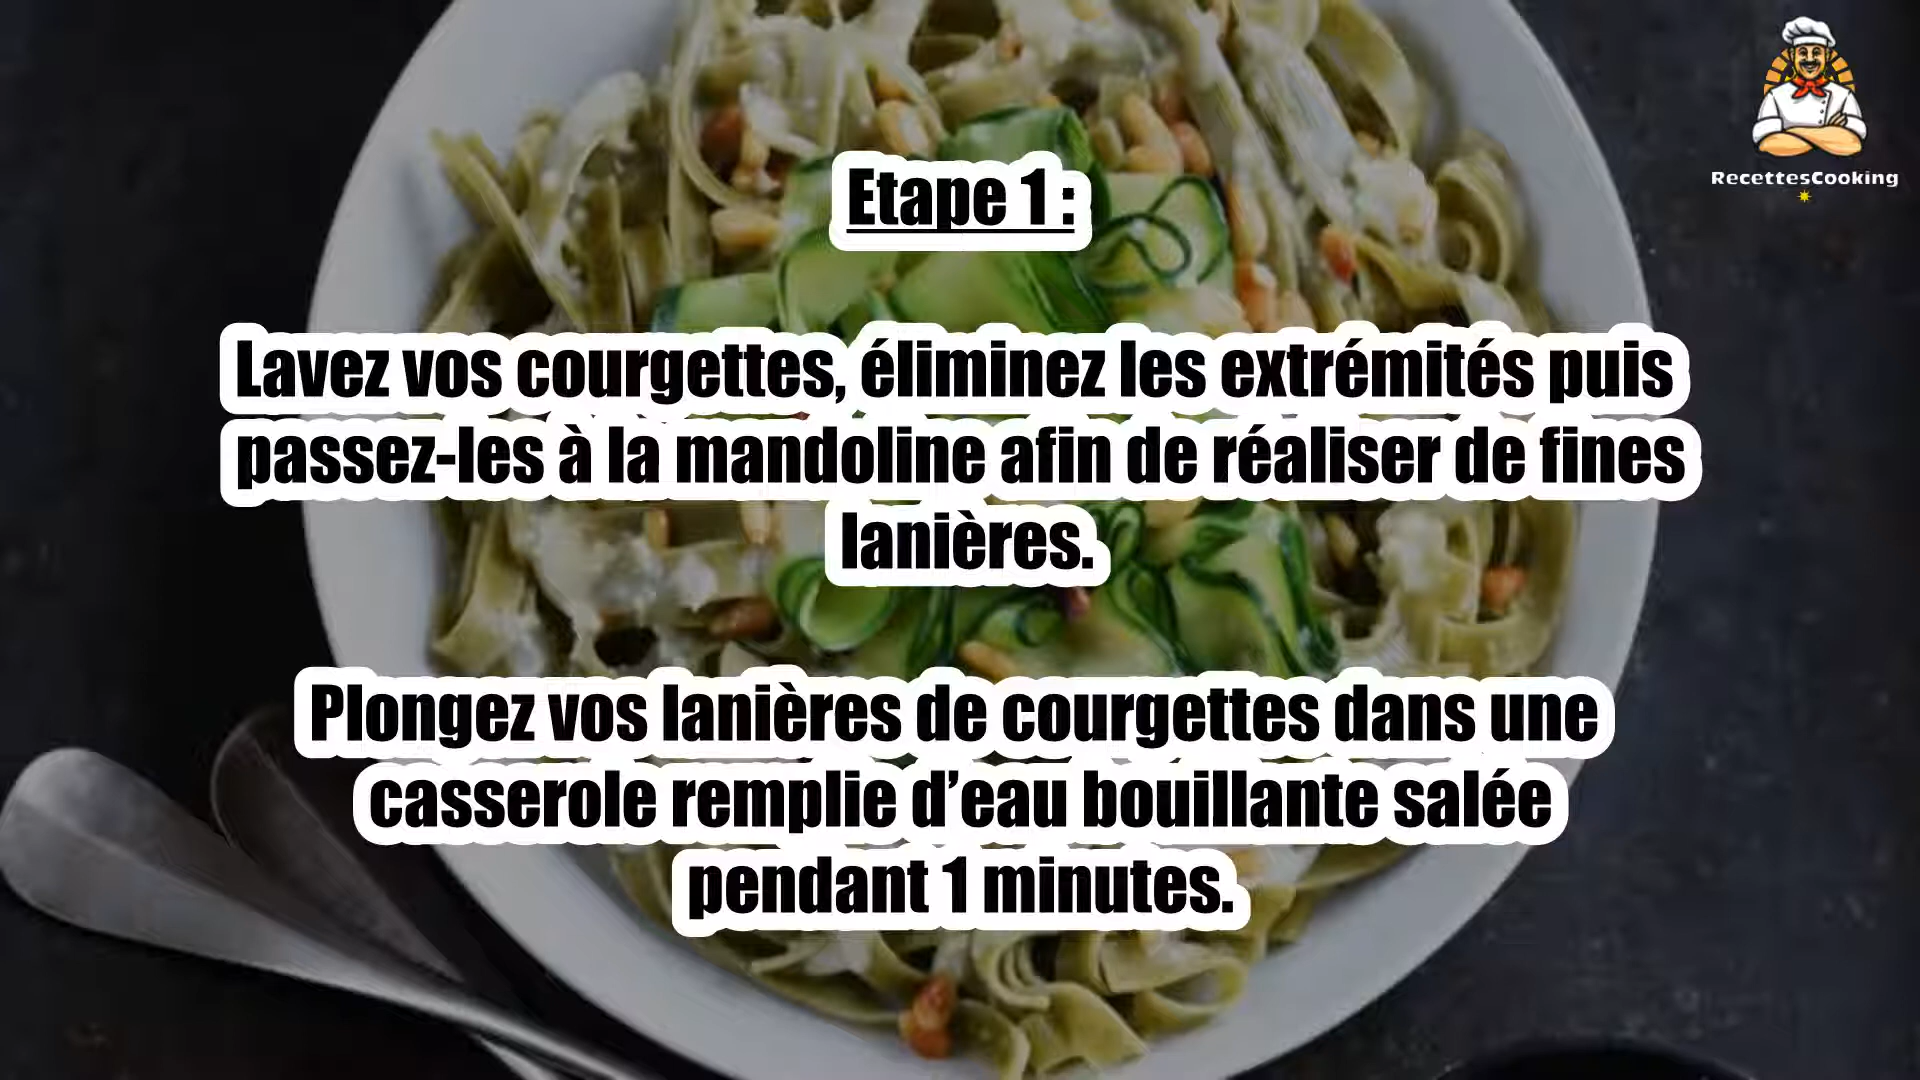 RecettesCooking
Etape 1 :
Lavez vos courgettes, éliminez les extrémités puis
passez-les à la mandoline afin de réaliser de fines
lanières.
Plongez vos lanières de courgettes dans une
casserole remplie d’eau bouillante salée
pendant 1 minutes.